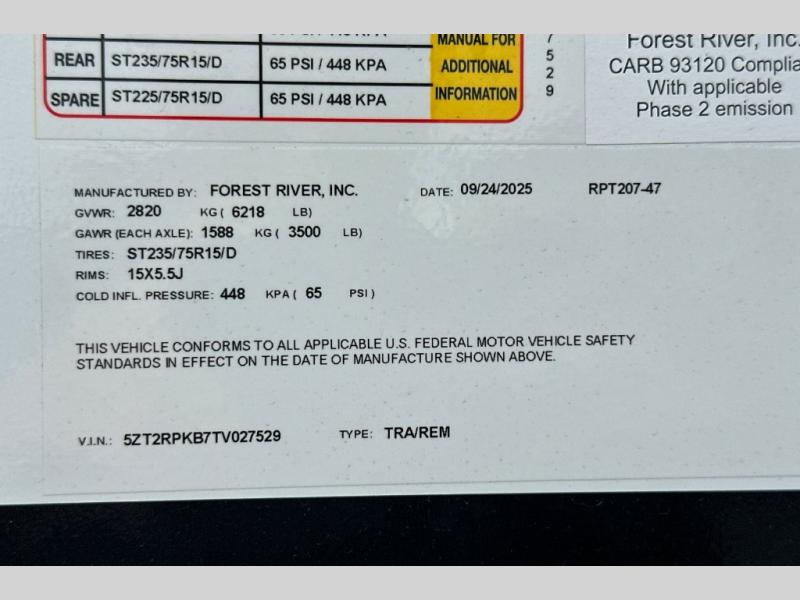 MANUAL FOR
REAR ST235/75R15/D 65 PSI / 448 KPA ADDITIONAL
SPARE ST225/75R15/D 65 PSI / 448 KPA INFORMATION
7
5
2
9
Forest River, Inc.
CARB 93120 Complia
With applicable
Phase 2 emission
MANUFACTURED BY: FOREST RIVER, INC. DATE: 09/24/2025 RPT207-47
GVWR: 2820 KG ( 6218 LB)
GAWR (EACH AXLE): 1588 KG ( 3500 LB)
TIRES: ST235/75R15/D
RIMS: 15X5.5J
COLD INFL. PRESSURE: 448 KPA ( 65 PSI )
THIS VEHICLE CONFORMS TO ALL APPLICABLE U.S. FEDERAL MOTOR VEHICLE SAFETY
STANDARDS IN EFFECT ON THE DATE OF MANUFACTURE SHOWN ABOVE.
V.I.N.: 5ZT2RPKB7TV027529 TYPE: TRA/REM